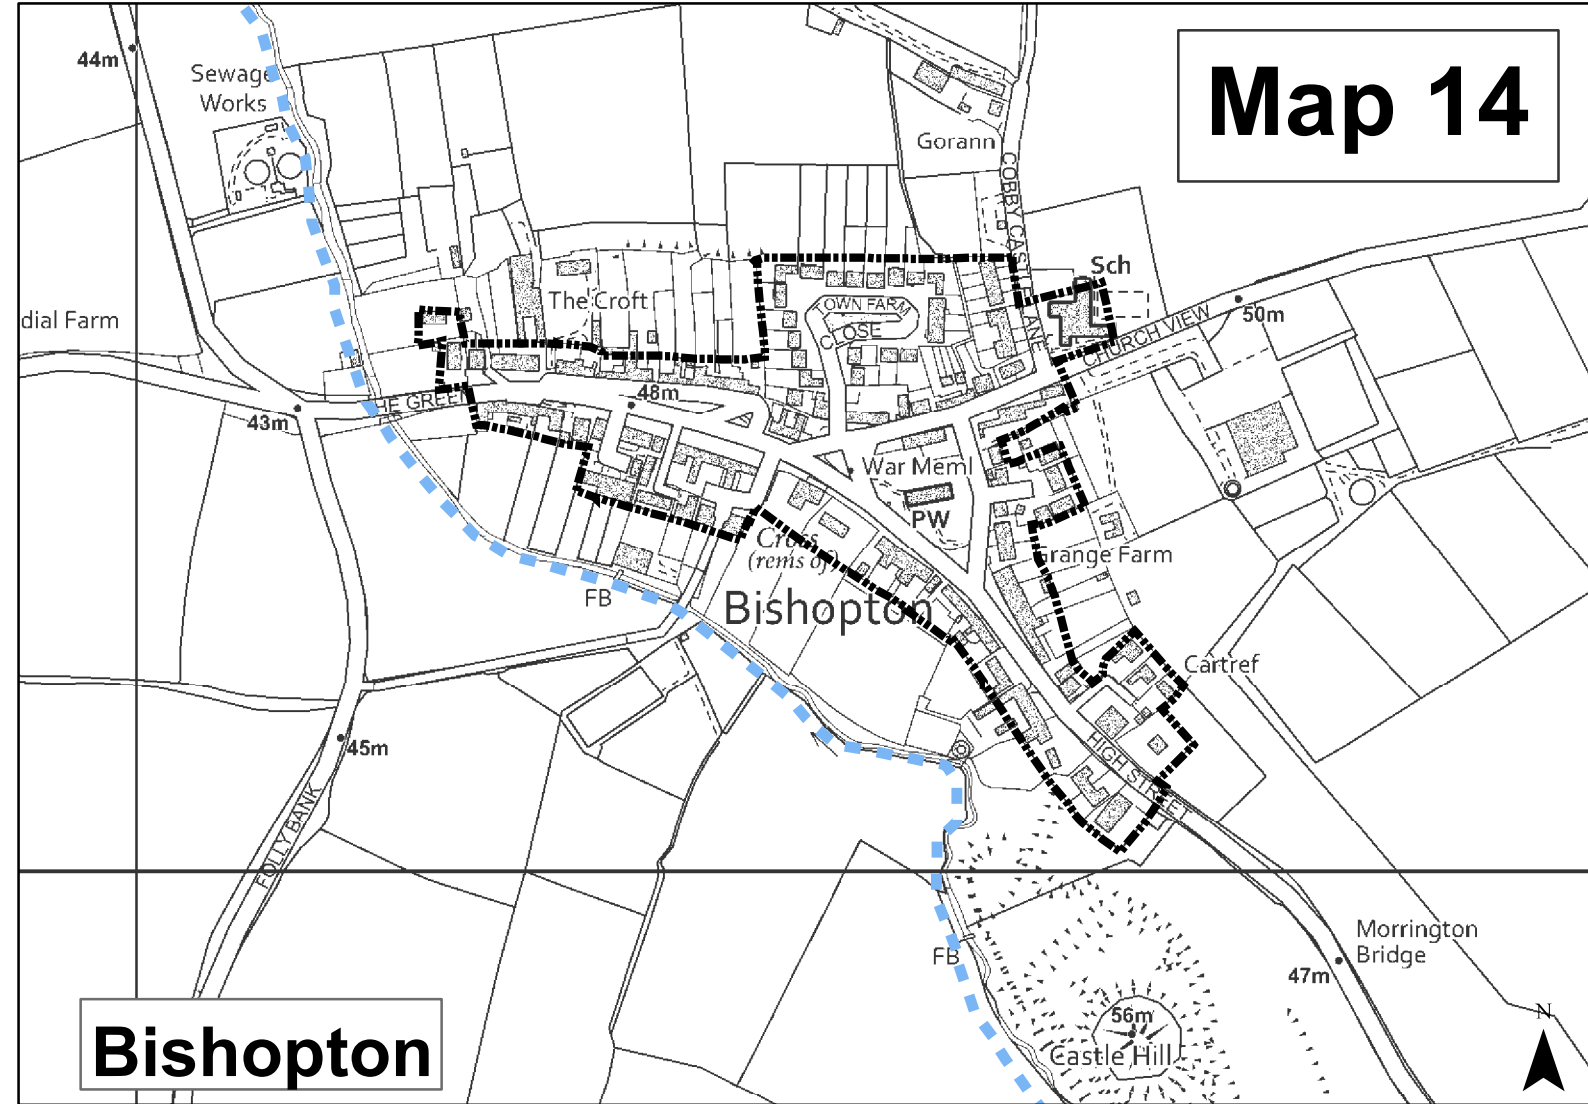 Map 14
44m
Sewage
Works
Gorann
COBBY CASTLE LANE
Sch
The Croft
TOWN FARM
CLOSE
dial Farm
50m
CHURCH VIEW
48m
THE GREEN
43m
War Meml
PW
Cross
(rems of)
Grange Farm
FB
Bishopton
Cartref
45m
HIGH STREET
FOLLY BANK
Morrington
Bridge
FB
47m
N
56m
Castle Hill
Bishopton